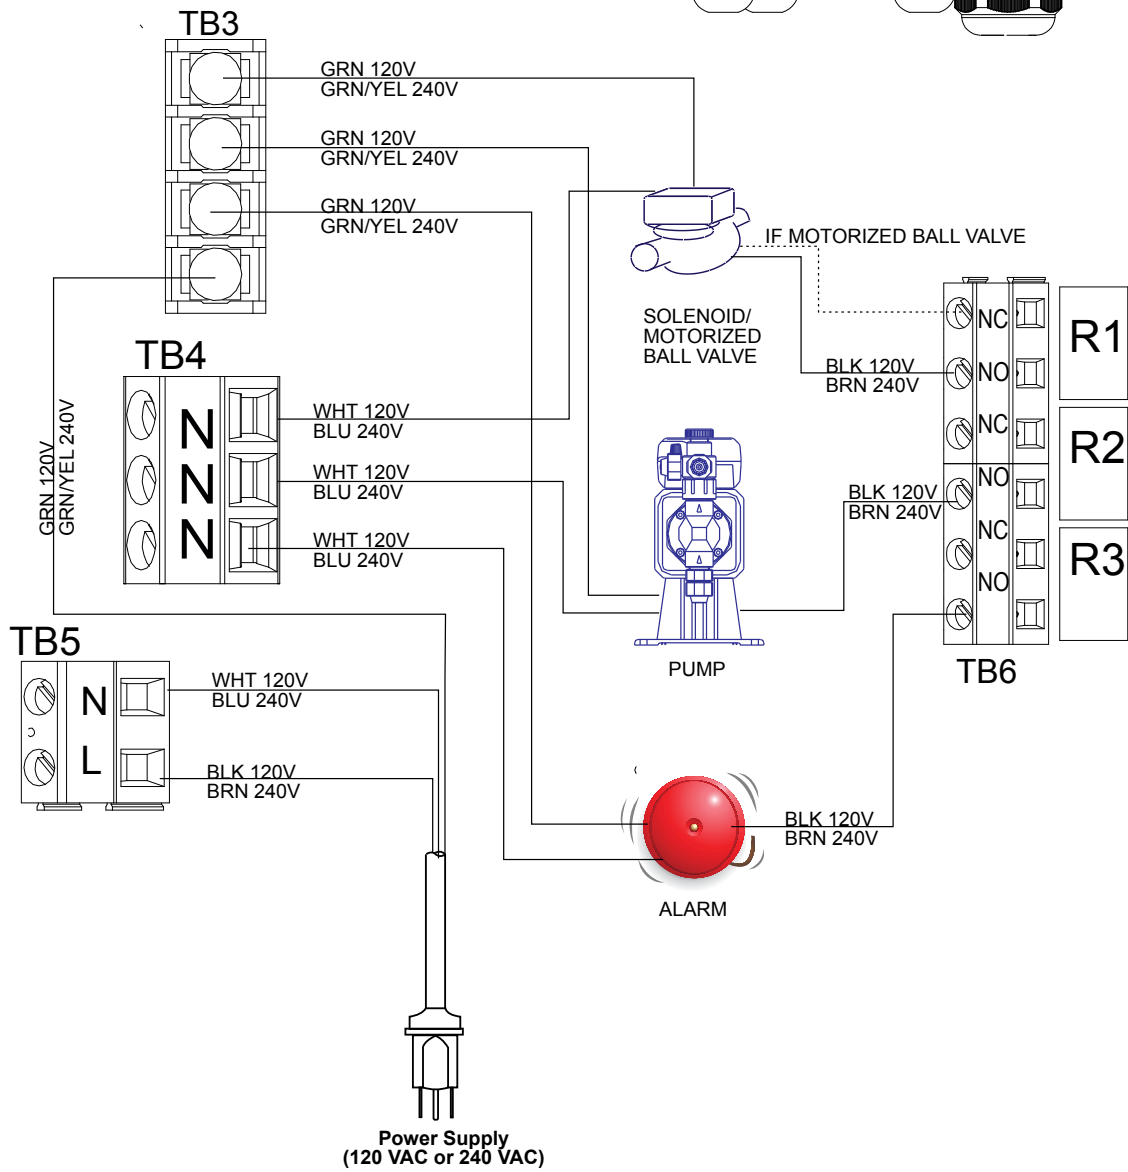 TB3
GRN 120V
GRN/YEL 240V
GRN 120V
GRN/YEL 240V
GRN 120V
GRN/YEL 240V
IF MOTORIZED BALL VALVE
SOLENOID/
MOTORIZED
BALL VALVE
NC
R1
NO
BLK 120V
BRN 240V
NC
R2
NO
BLK 120V
BRN 240V
NC
R3
NO
TB6
TB4
N
WHT 120V
BLU 240V
N
WHT 120V
BLU 240V
N
WHT 120V
BLU 240V
GRN 120V
GRN/YEL 240V
PUMP
TB5
N
WHT 120V
BLU 240V
L
BLK 120V
BRN 240V
BLK 120V
BRN 240V
ALARM
Power Supply
(120 VAC or 240 VAC)